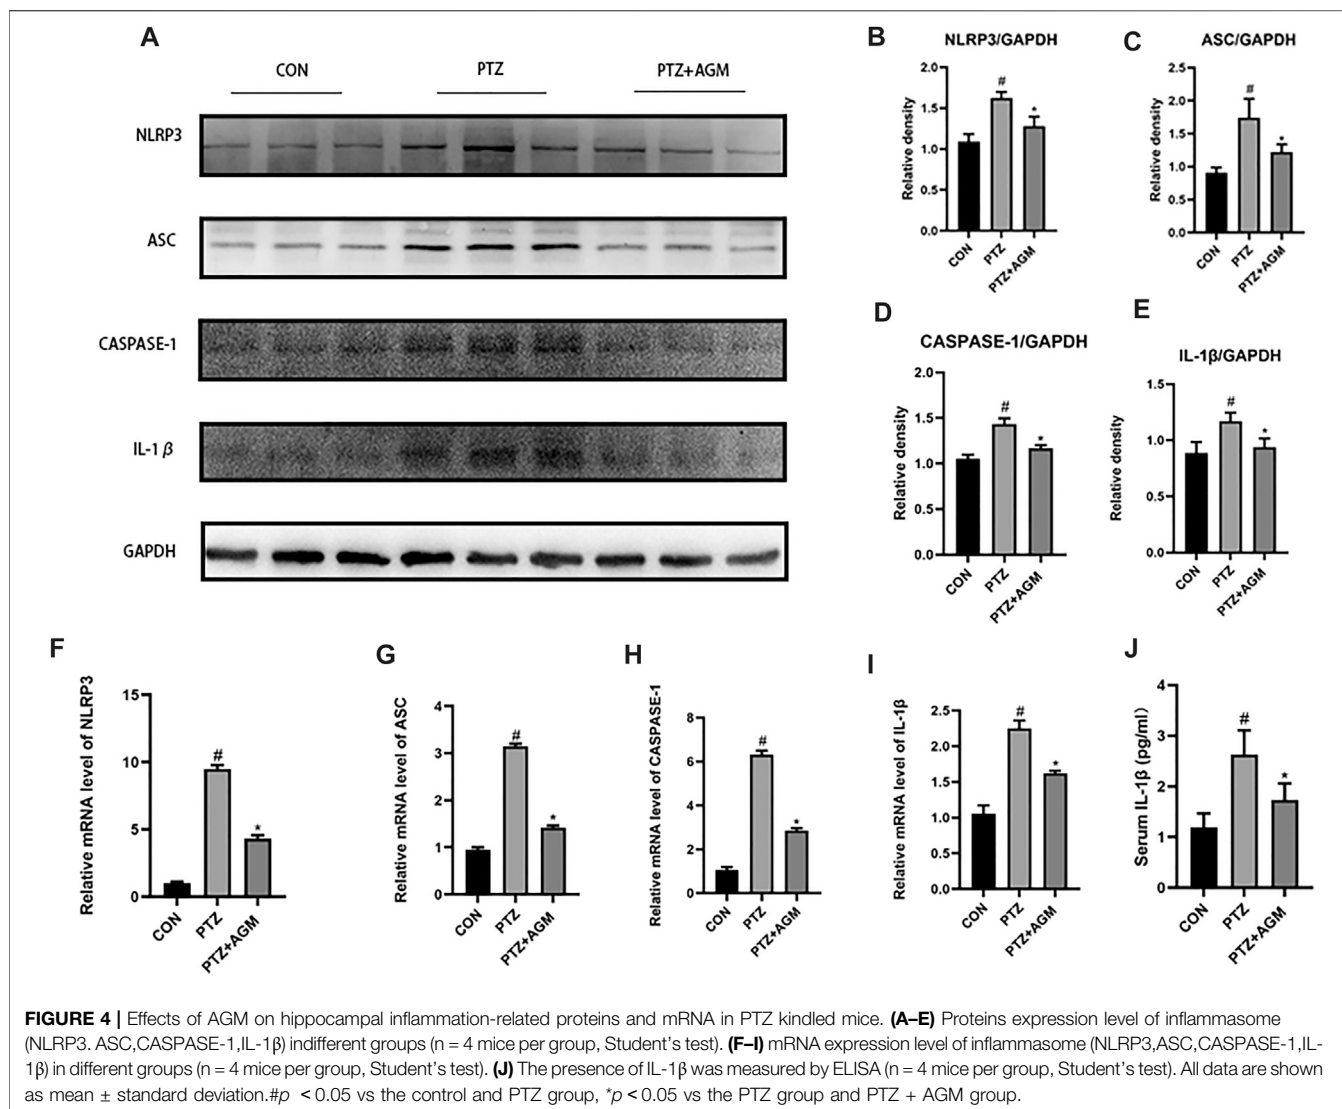 A
CON PTZ PTZ+AGM
NLRP3
ASC
CASPASE-1
IL-1β
GAPDH
B
NLRP3/GAPDH
Relative density
2.0
1.5
1.0
0.5
0.0
#
*
CON
PTZ
PTZ+AGM
C
ASC/GAPDH
Relative density
2.5
2.0
1.5
1.0
0.5
0.0
#
*
CON
PTZ
PTZ+AGM
D
CASPASE-1/GAPDH
Relative density
2.0
1.5
1.0
0.5
0.0
#
*
CON
PTZ
PTZ+AGM
E
IL-1β/GAPDH
Relative density
1.5
1.0
0.5
0.0
#
*
CON
PTZ
PTZ+AGM
F
Relative mRNA level of NLRP3
15
10
5
0
#
*
CON
PTZ
PTZ+AGM
G
Relative mRNA level of ASC
4
3
2
1
0
#
*
CON
PTZ
PTZ+AGM
H
Relative mRNA level of CASPASE-1
8
6
4
2
0
#
*
CON
PTZ
PTZ+AGM
I
Relative mRNA level of IL-1β
2.5
2.0
1.5
1.0
0.5
0.0
#
*
CON
PTZ
PTZ+AGM
J
Serum IL-1β (pg/ml)
4
3
2
1
0
#
*
CON
PTZ
PTZ+AGM
FIGURE 4 | Effects of AGM on hippocampal inflammation-related proteins and mRNA in PTZ kindled mice. (A–E) Proteins expression level of inflammasome
(NLRP3. ASC,CASPASE-1,IL-1β) indifferent groups (n = 4 mice per group, Student's test). (F–I) mRNA expression level of inflammasome (NLRP3,ASC,CASPASE-1,IL-
1β) in different groups (n = 4 mice per group, Student's test). (J) The presence of IL-1β was measured by ELISA (n = 4 mice per group, Student's test). All data are shown
as mean ± standard deviation.#p < 0.05 vs the control and PTZ group, *p < 0.05 vs the PTZ group and PTZ + AGM group.